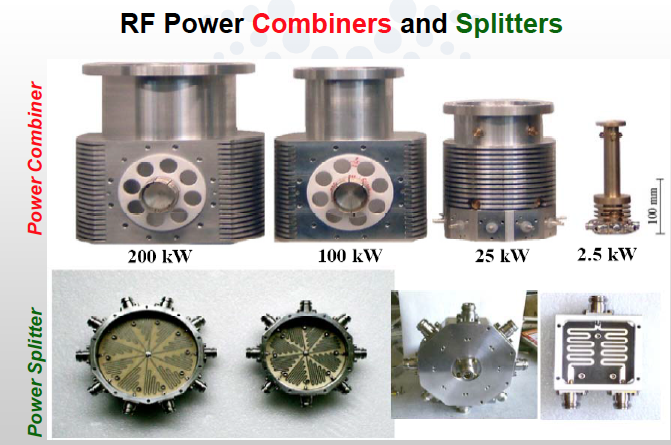 RF Power Combiners and Splitters
Power Combiner
200 kW
100 kW
25 kW
2.5 kW
100 mm
Power Splitter